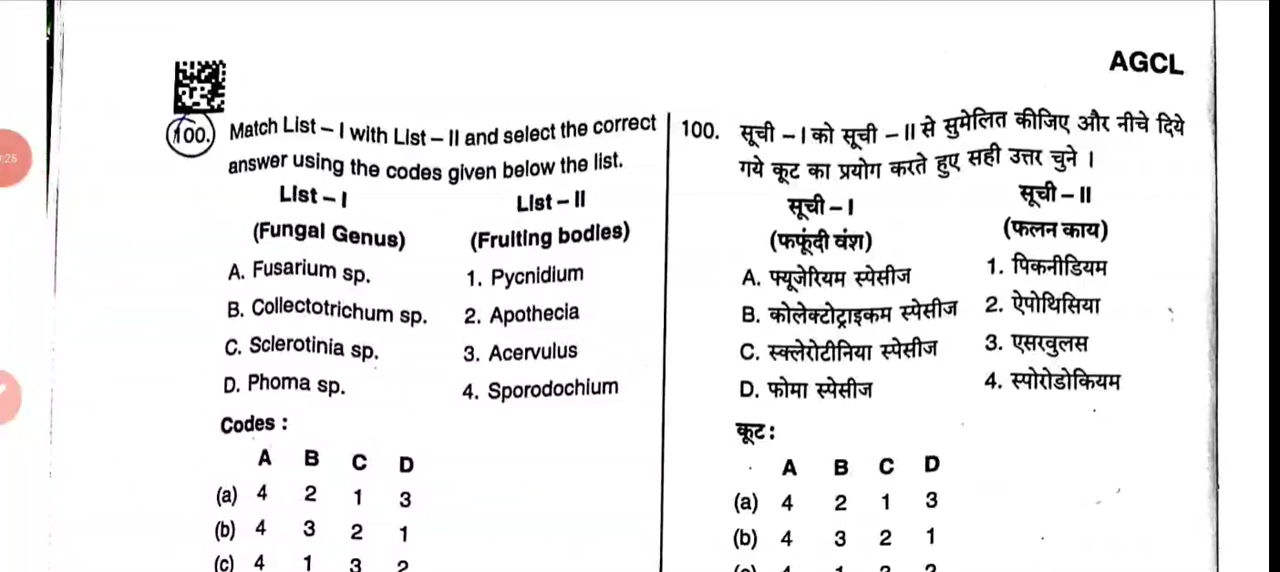 AGCL
100. Match List – I with List – II and select the correct
answer using the codes given below the list.
List – I List – II
(Fungal Genus) (Fruiting bodies)
A. Fusarium sp. 1. Pycnidium
B. Collectotrichum sp. 2. Apothecia
C. Sclerotinia sp. 3. Acervulus
D. Phoma sp. 4. Sporodochium
Codes :
A B C D
(a) 4 2 1 3
(b) 4 3 2 1
(c) 4 1 3 2
100. सूची – I को सूची – II से सुमेलित कीजिए और नीचे दिये
गये कूट का प्रयोग करते हुए सही उत्तर चुने ।
सूची – I सूची – II
(फफूंदी वंश) (फलन काय)
A. फ्यूजेरियम स्पेसीज 1. पिकनीडियम
B. कोलेक्टोट्राइकम स्पेसीज 2. ऐपोथिसिया
C. स्क्लेरोटीनिया स्पेसीज 3. एसरवुलस
D. फोमा स्पेसीज 4. स्पोरोडोकियम
कूट :
A B C D
(a) 4 2 1 3
(b) 4 3 2 1